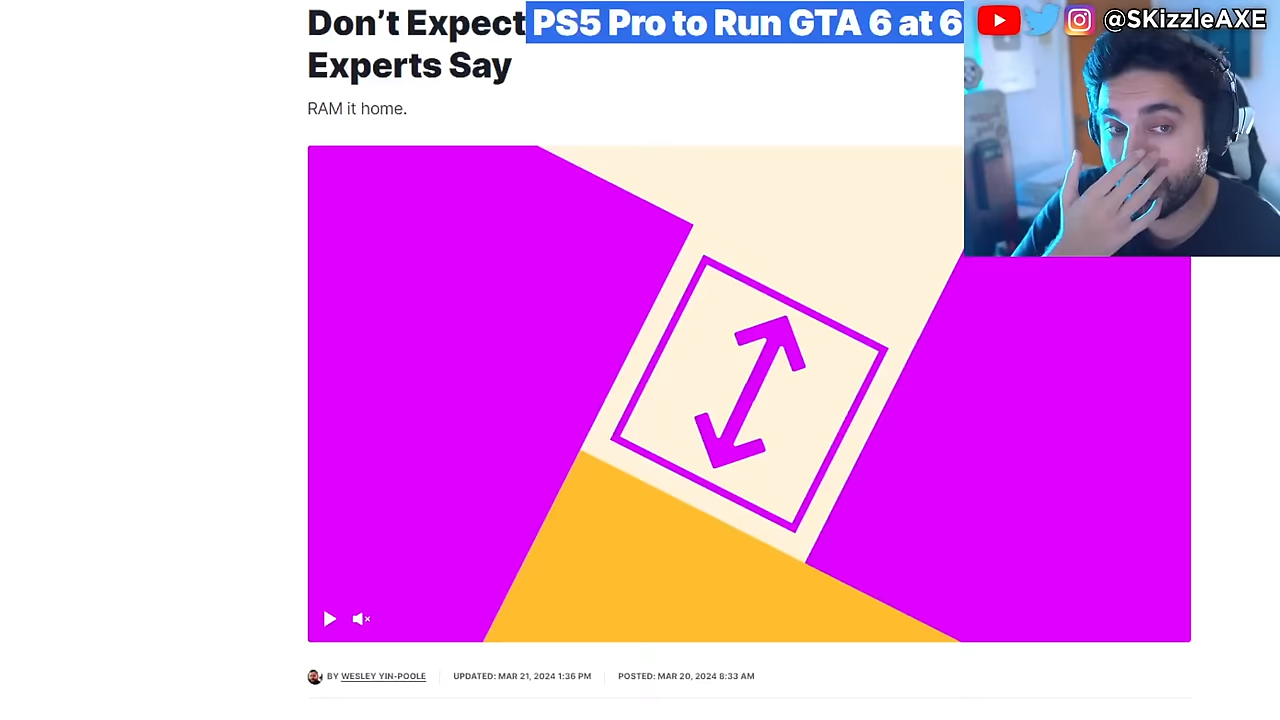 Don’t Expect PS5 Pro to Run GTA 6 at 6
Experts Say
RAM it home.
@SKizzleAXE
BY WESLEY YIN-POOLE
UPDATED: MAR 21, 2024 1:36 PM
POSTED: MAR 20, 2024 8:33 AM